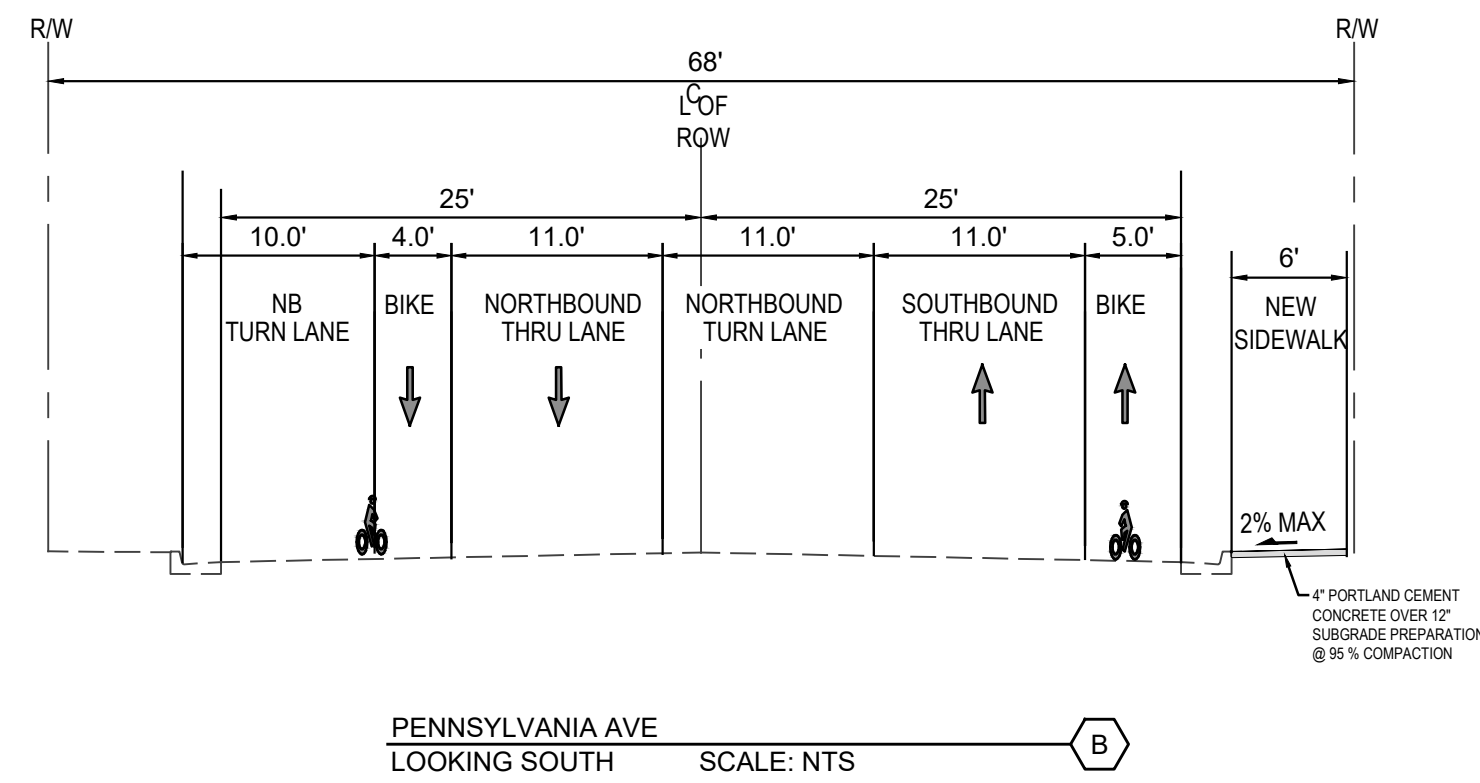 R/W
R/W
68'
CL OF
ROW
25'
25'
10.0'
4.0'
11.0'
11.0'
11.0'
5.0'
6'
NB
TURN LANE
BIKE
NORTHBOUND
THRU LANE
NORTHBOUND
TURN LANE
SOUTHBOUND
THRU LANE
BIKE
NEW
SIDEWALK
2% MAX
4" PORTLAND CEMENT
CONCRETE OVER 12"
SUBGRADE PREPARATION
@ 95 % COMPACTION
PENNSYLVANIA AVE
LOOKING SOUTH
SCALE: NTS
B